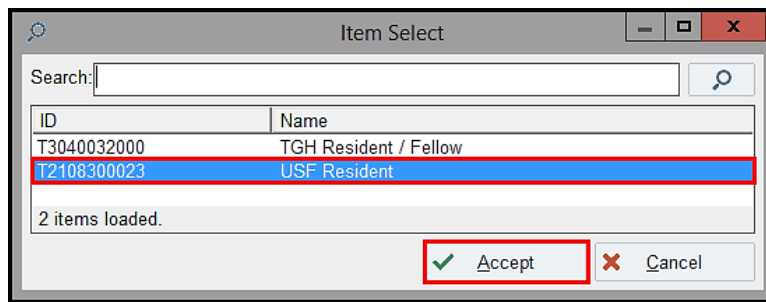 Item Select
Search:
ID Name
T3040032000 TGH Resident / Fellow
T2108300023 USF Resident
2 items loaded.
Accept Cancel